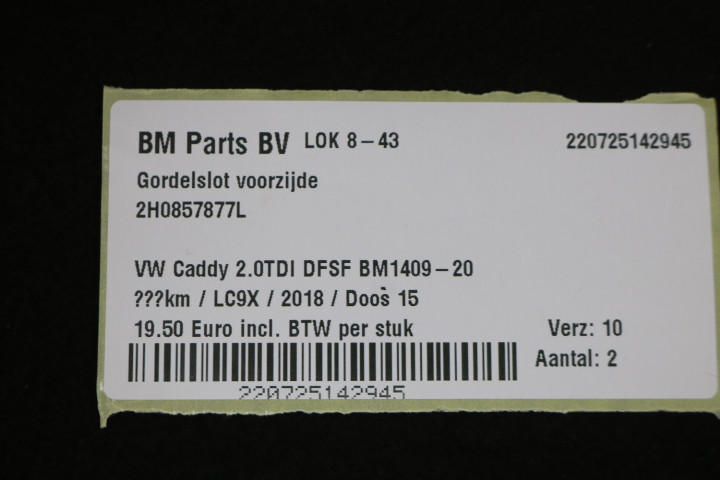 BM Parts BV LOK 8-43 220725142945
Gordelslot voorzijde
2H0857877L
VW Caddy 2.0TDI DFSF BM1409-20
???km / LC9X / 2018 / Doos 15
19.50 Euro incl. BTW per stuk Verz: 10
Aantal: 2
220725142945